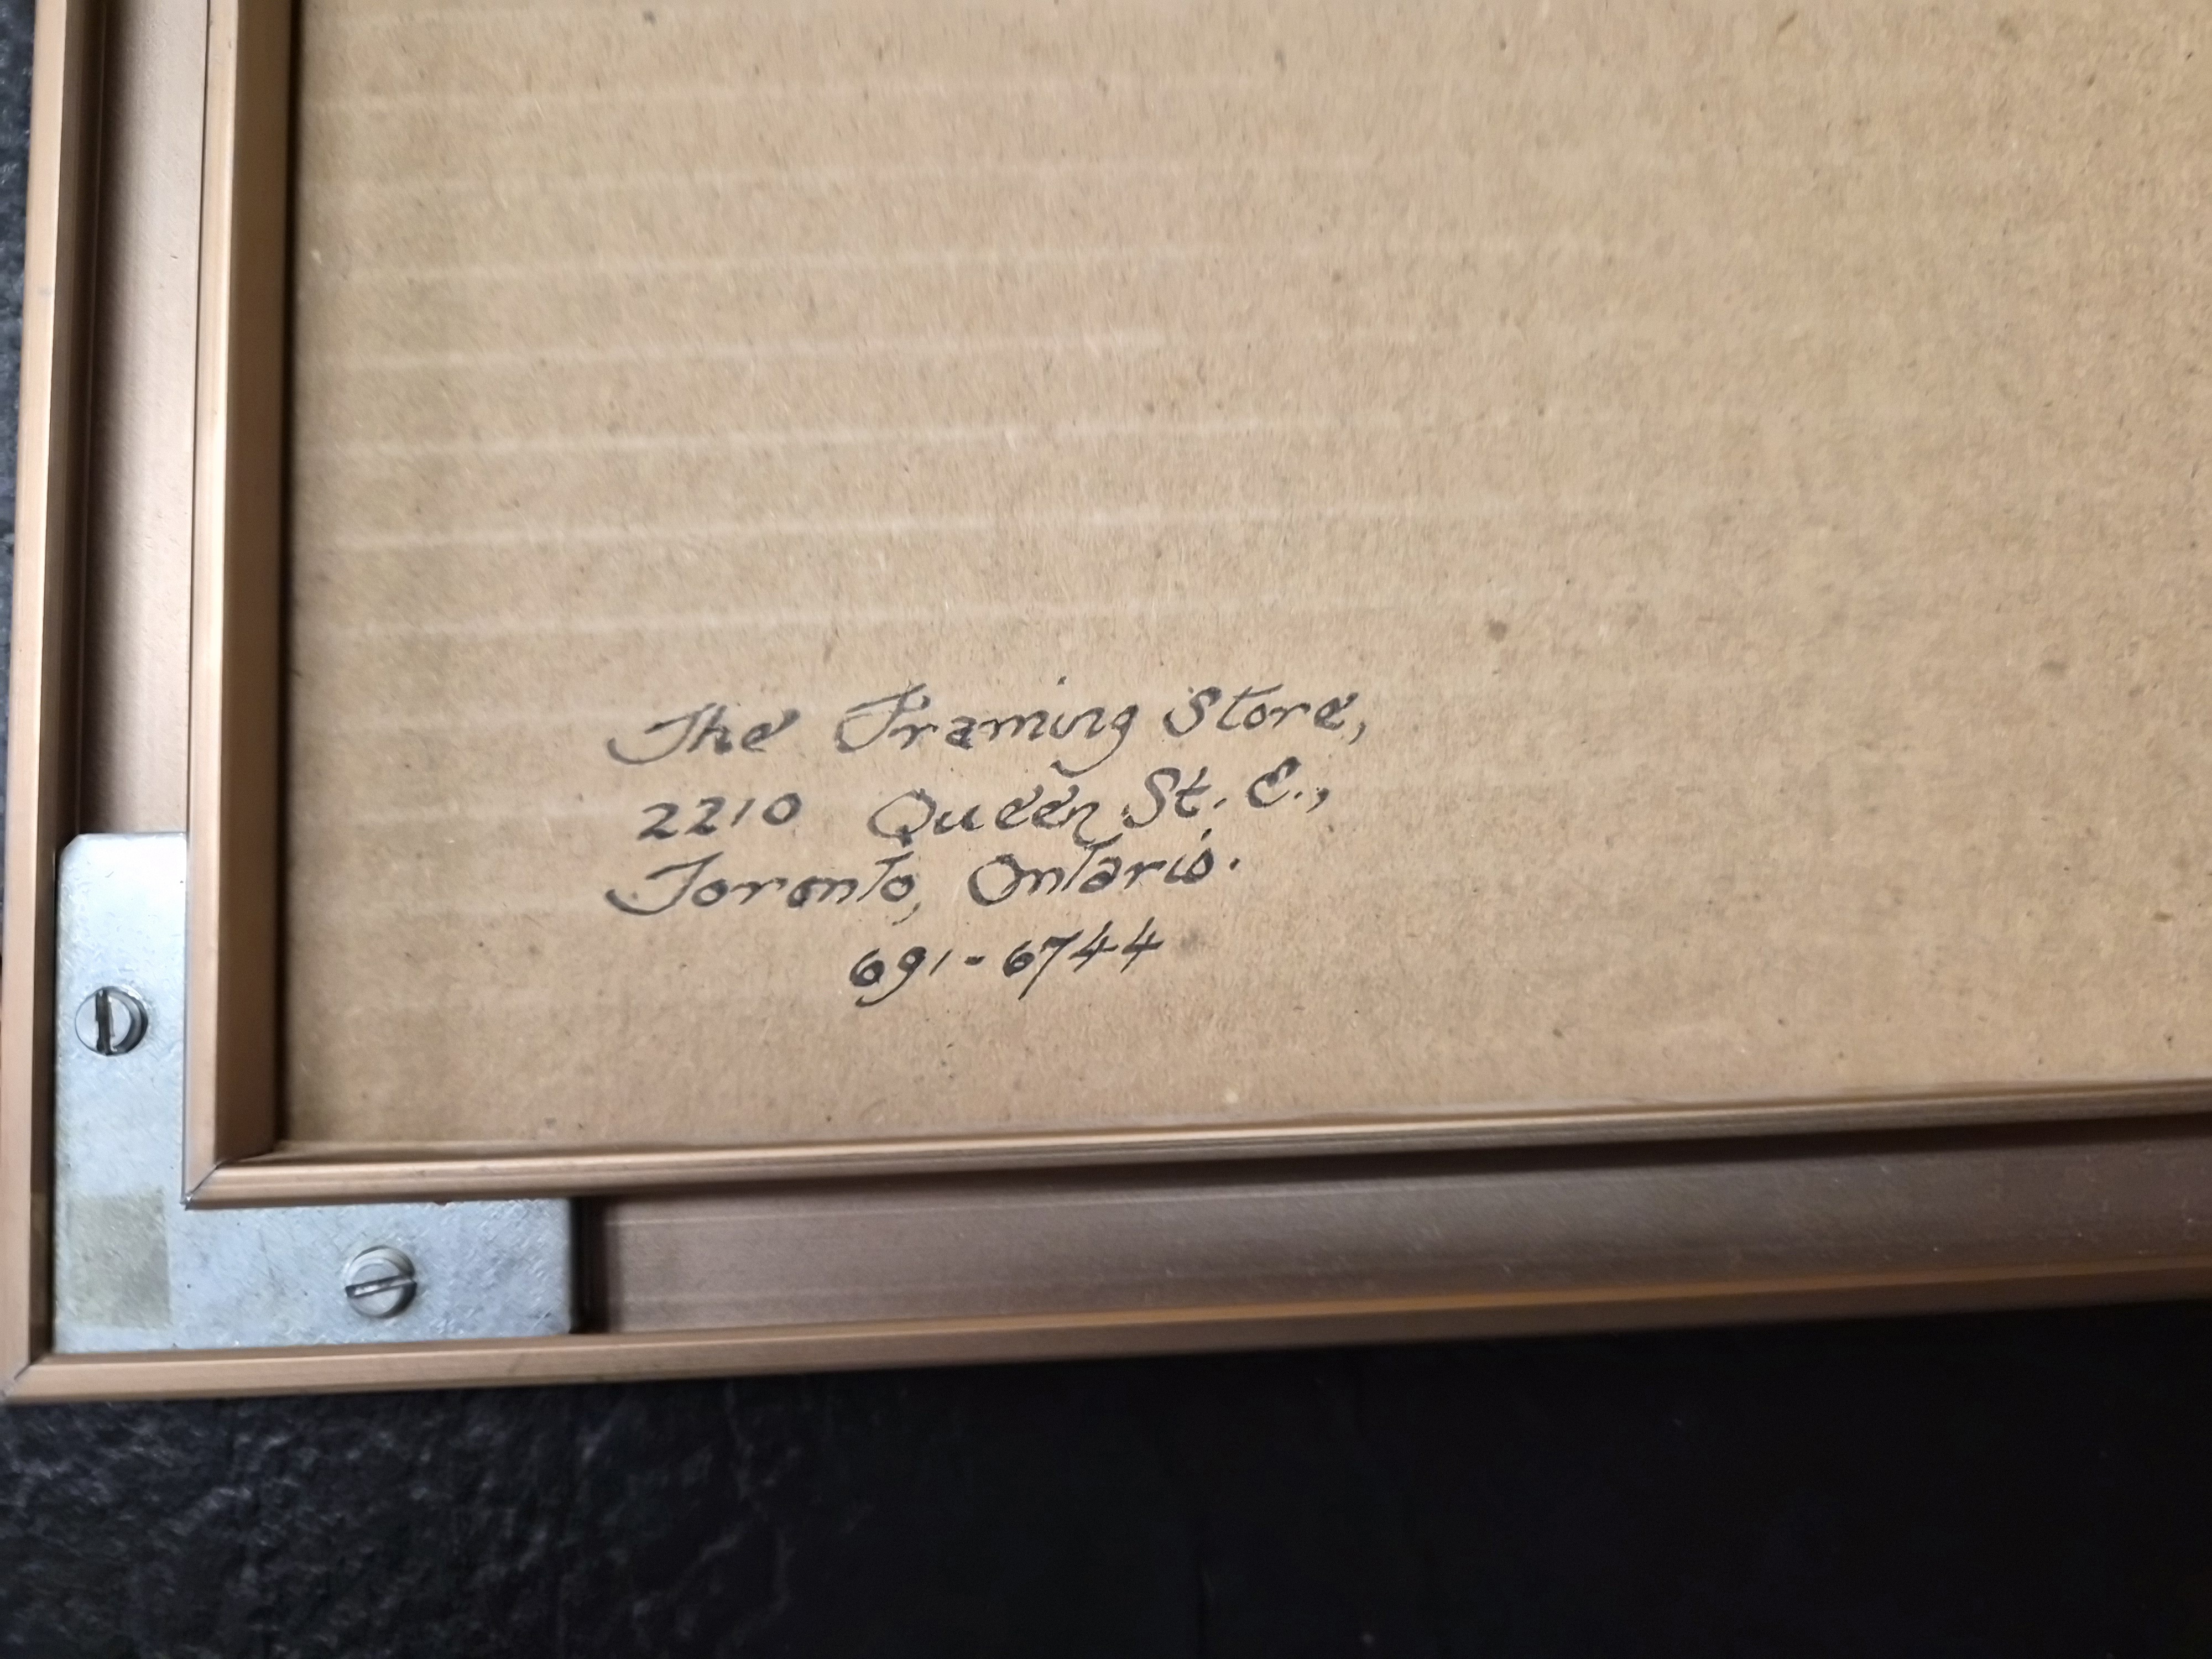 The Framing Store,
2210 Queen St. E.,
Toronto, Ontario.
691-6744